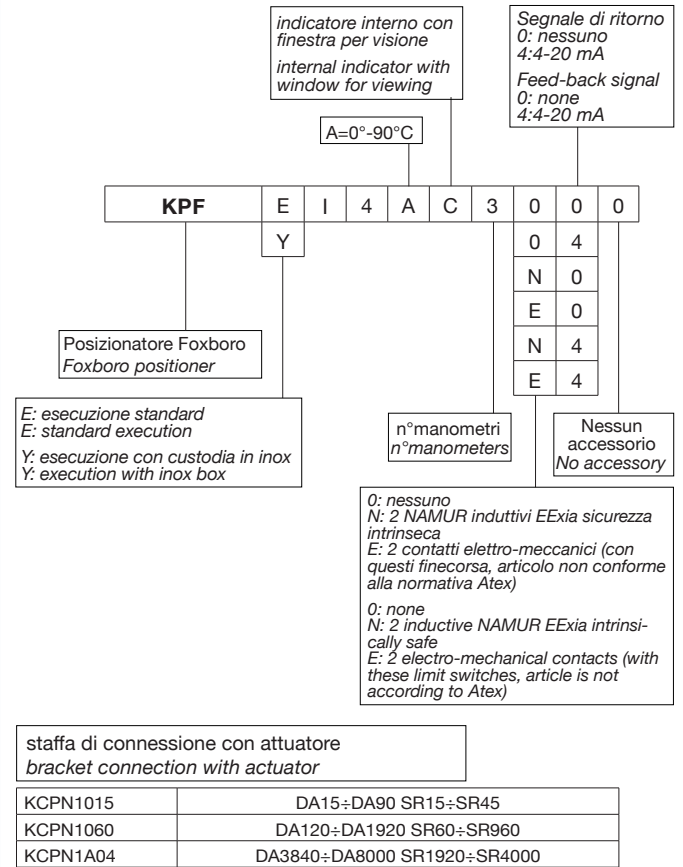 indicatore interno con
finestra per visione
internal indicator with
window for viewing
Segnale di ritorno
0: nessuno
4:4-20 mA
Feed-back signal
0: none
4:4-20 mA
A=0°-90°C
KPF E I 4 A C 3 0 0 0
Y 0 4
N 0
E 0
N 4
E 4
Posizionatore Foxboro
Foxboro positioner
E: esecuzione standard
E: standard execution
Y: esecuzione con custodia in inox
Y: execution with inox box
n°manometri
n°manometers
Nessun
accessorio
No accessory
0: nessuno
N: 2 NAMUR induttivi EExia sicurezza
intrinseca
E: 2 contatti elettro-meccanici (con
questi finecorsa, articolo non conforme
alla normativa Atex)
0: none
N: 2 inductive NAMUR EExia intrinsi-
cally safe
E: 2 electro-mechanical contacts (with
these limit switches, article is not
according to Atex)
staffa di connessione con attuatore
bracket connection with actuator
KCPN1015 DA15÷DA90 SR15÷SR45
KCPN1060 DA120÷DA1920 SR60÷SR960
KCPN1A04 DA3840÷DA8000 SR1920÷SR4000